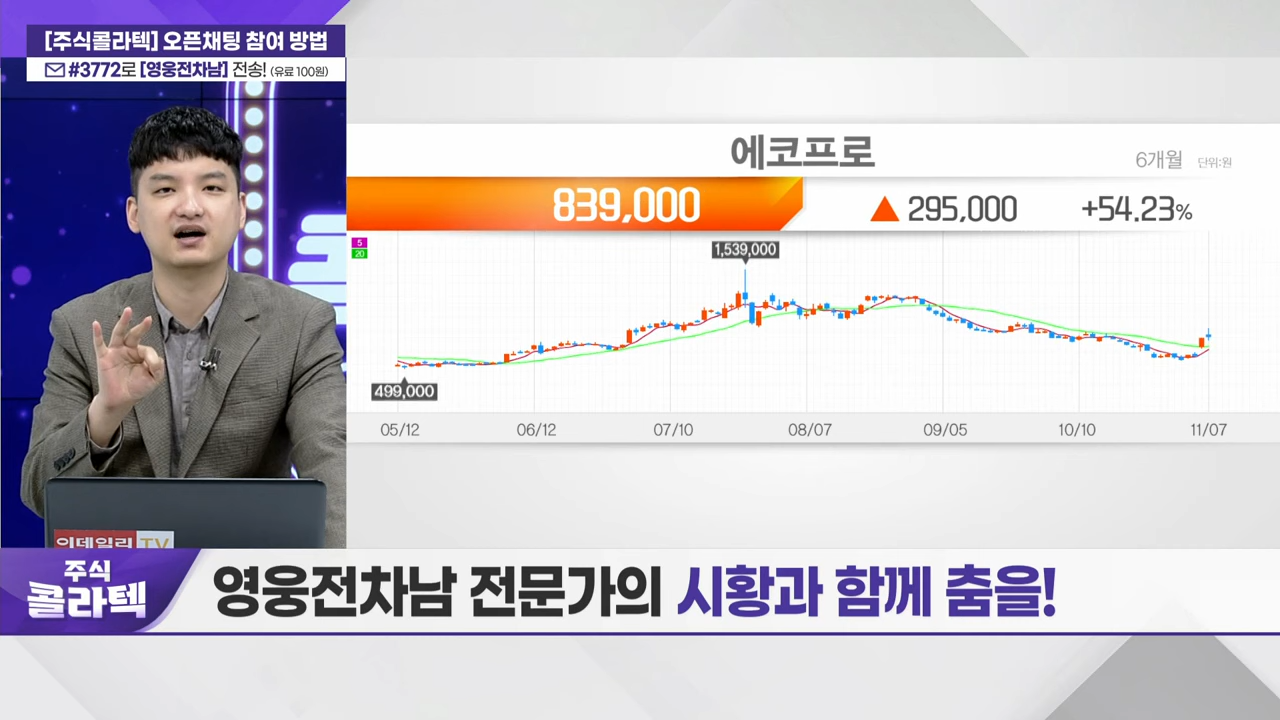 [주식콜라텍] 오픈채팅 참여 방법
#3772로 [영웅전차남] 전송! (유료 100원)
에코프로
6개월 단위:원
839,000 ▲ 295,000 +54.23%
5
20
1,539,000
499,000
05/12 06/12 07/10 08/07 09/05 10/10 11/07
이데일리 TV
주식
콜라텍
영웅전차남 전문가의 시황과 함께 춤을!